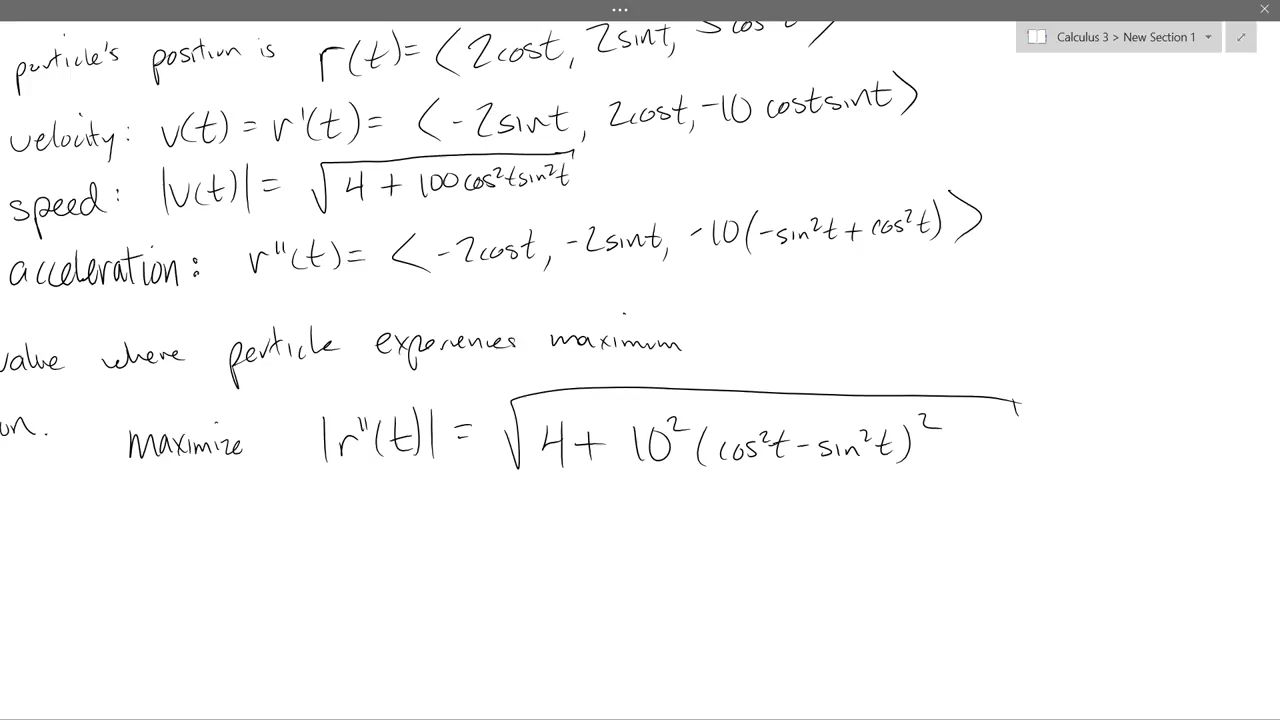 Calculus 3 > New Section 1
particle's position is r(t)= ⟨2cost, 2sint,
velocity: v(t) = r'(t) = ⟨-2sint, 2cost, -10 costsint⟩
speed: |v(t)| = √(4 + 100cos²tsin²t)
acceleration: r''(t) = ⟨-2cost, -2sint, -10(-sin²t + cos²t)⟩
value where particle experiences maximum
on. maximize |r''(t)| = √(4 + 10²(cos²t - sin²t)²)